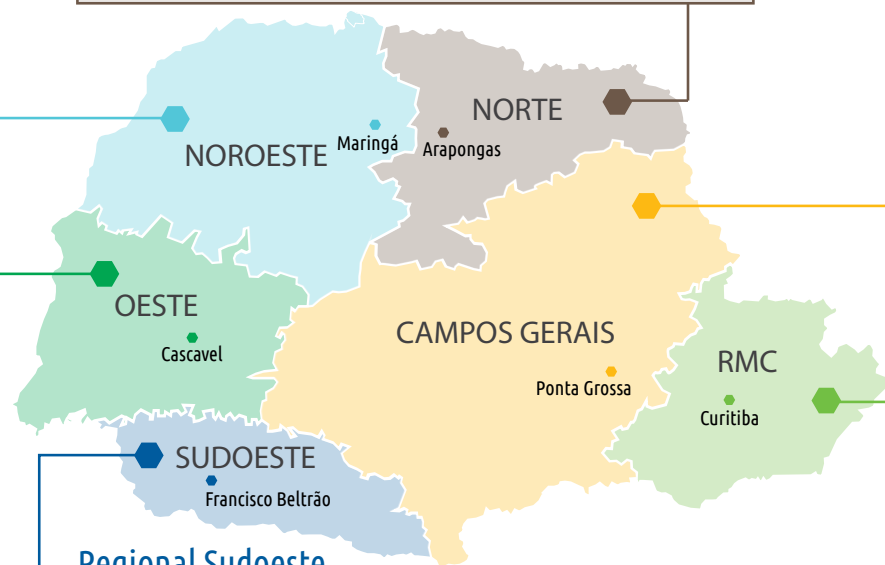 NORTE
Maringá
Arapongas
NOROESTE
OESTE
Cascavel
CAMPOS GERAIS
Ponta Grossa
RMC
Curitiba
SUDOESTE
Francisco Beltrão
Regional Sudoeste